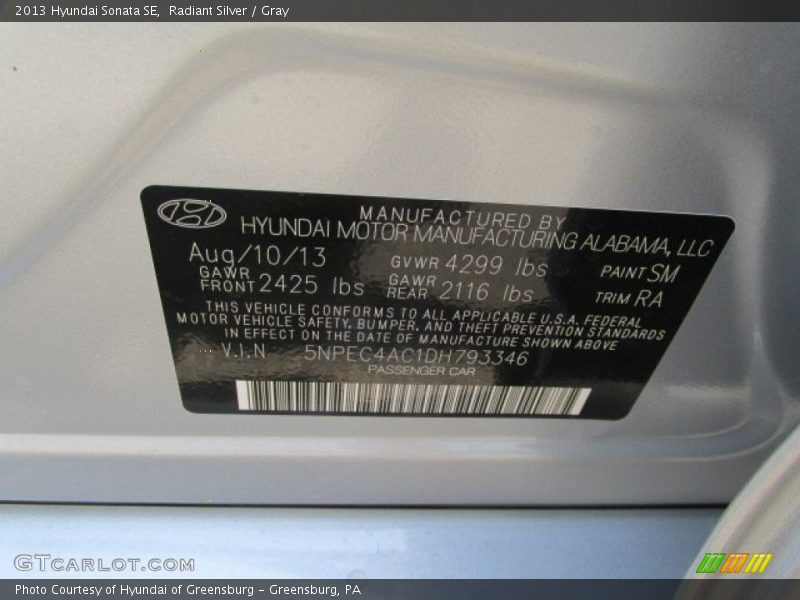 2013 Hyundai Sonata SE, Radiant Silver / Gray
MANUFACTURED BY
HYUNDAI MOTOR MANUFACTURING ALABAMA, LLC
Aug/10/13 GVWR 4299 lbs PAINT SM
GAWR FRONT 2425 lbs GAWR REAR 2116 lbs TRIM RA
THIS VEHICLE CONFORMS TO ALL APPLICABLE U.S.A. FEDERAL
MOTOR VEHICLE SAFETY, BUMPER, AND THEFT PREVENTION STANDARDS
IN EFFECT ON THE DATE OF MANUFACTURE SHOWN ABOVE
V.I.N 5NPEC4AC1DH793346
PASSENGER CAR
GTCARLOT.COM
Photo Courtesy of Hyundai of Greensburg - Greensburg, PA